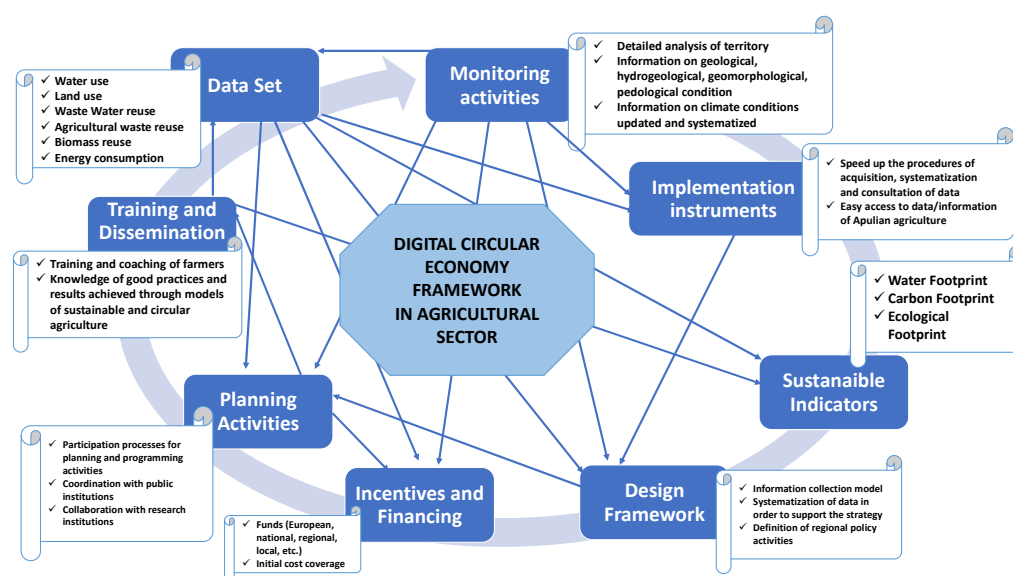 Data Set
✓ Water use
✓ Land use
✓ Waste Water reuse
✓ Agricultural waste reuse
✓ Biomass reuse
✓ Energy consumption
Monitoring
activities
✓ Detailed analysis of territory
✓ Information on geological,
hydrogeological, geomorphological,
pedological condition
✓ Information on climate conditions
updated and systematized
Implementation
instruments
✓ Speed up the procedures of
acquisition, systematization
and consultation of data
✓ Easy access to data/information
of Apulian agriculture
Training and
Dissemination
✓ Training and coaching of farmers
✓ Knowledge of good practices and
results achieved through models
of sustainable and circular
agriculture
DIGITAL CIRCULAR
ECONOMY
FRAMEWORK
IN AGRICULTURAL
SECTOR
✓ Water Footprint
✓ Carbon Footprint
✓ Ecological
Footprint
Sustanaible
Indicators
Planning
Activities
✓ Participation processes for
planning and programming
activities
✓ Coordination with public
institutions
✓ Collaboration with research
institutions
Incentives and
Financing
✓ Funds (European,
national, regional,
local, etc.)
✓ Initial cost coverage
Design
Framework
✓ Information collection model
✓ Systematization of data in
order to support the strategy
✓ Definition of regional policy
activities